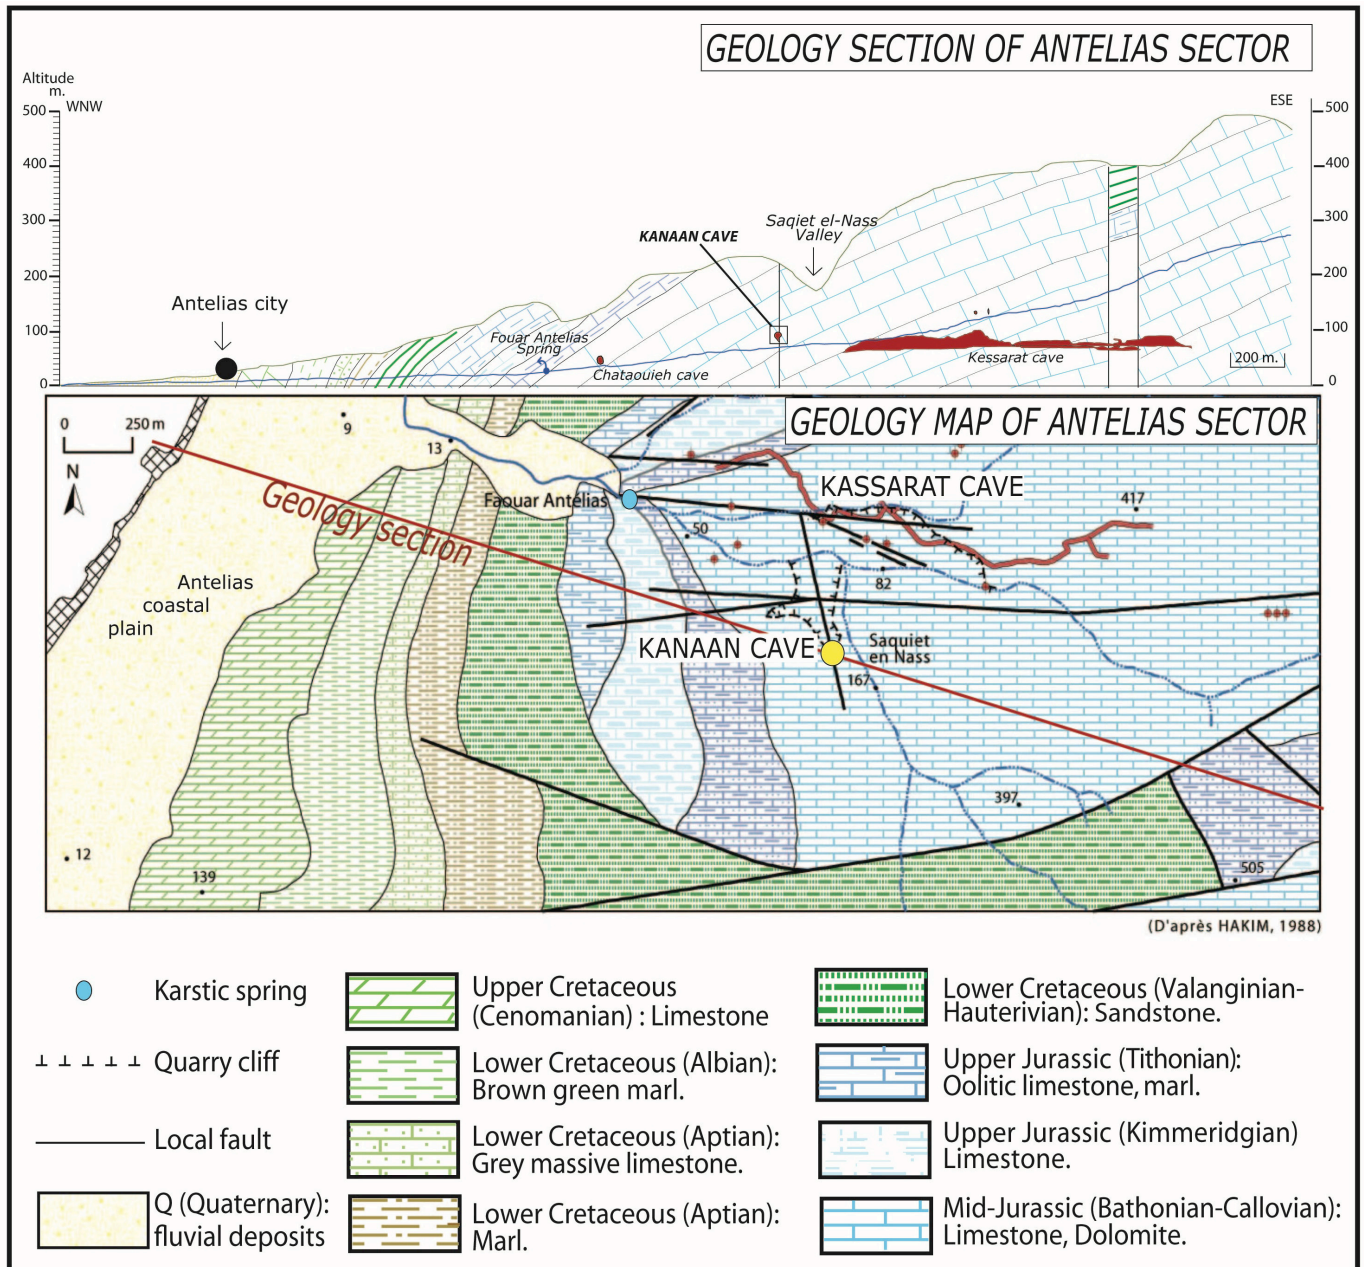 GEOLOGY SECTION OF ANTELIAS SECTOR
Altitude
m.
WNW
ESE
500
400
300
200
100
0
500
400
300
200
100
0
Antelias city
Fouar Antelias
Spring
Chataouieh cave
KANAAN CAVE
Saqiet el-Nass
Valley
Kessarat cave
200 m.
GEOLOGY MAP OF ANTELIAS SECTOR
0 250 m
N
9
13
Geology section
Faouar Antélias
KASSARAT CAVE
417
50
82
Antelias
coastal
plain
KANAAN CAVE
Saquiet
en Nass
167
397
12
139
505
(D'après HAKIM, 1988)
Karstic spring
Quarry cliff
Local fault
Q (Quaternary):
fluvial deposits
Upper Cretaceous
(Cenomanian) : Limestone
Lower Cretaceous (Albian):
Brown green marl.
Lower Cretaceous (Aptian):
Grey massive limestone.
Lower Cretaceous (Aptian):
Marl.
Lower Cretaceous (Valanginian-
Hauterivian): Sandstone.
Upper Jurassic (Tithonian):
Oolitic limestone, marl.
Upper Jurassic (Kimmeridgian)
Limestone.
Mid-Jurassic (Bathonian-Callovian):
Limestone, Dolomite.